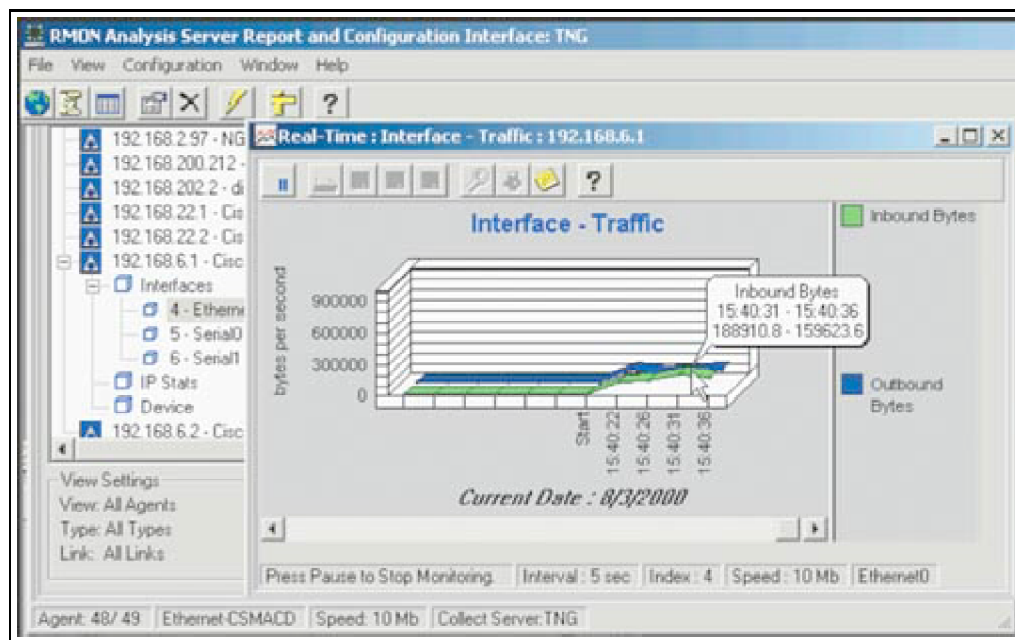 RMON Analysis Server Report and Configuration Interface: TNG
File View Configuration Window Help
?
192.168.2.97 - NG
192.168.200.212 -
192.168.202.2 - di
192.168.22.1 - Cis
192.168.22.2 - Cis
192.168.6.1 - Cisc
Interfaces
4 - Etherne
5 - Serial0
6 - Serial1
IP Stats
Device
192.168.6.2 - Cisc
View Settings
View: All Agents
Type: All Types
Link: All Links
Real-Time : Interface - Traffic : 192.168.6.1
?
Interface - Traffic
bytes per second
900000
600000
300000
0
Start
15:40:22
15:40:26
15:40:31
15:40:36
Inbound Bytes
15:40:31 - 15:40:36
188910.8 - 159623.6
Current Date : 8/3/2000
Inbound Bytes
Outbound
Bytes
Press Pause to Stop Monitoring. Interval : 5 sec Index : 4 Speed : 10 Mb Ethernet0
Agent: 48/ 49 Ethernet-CSMACD Speed: 10 Mb Collect Server:TNG